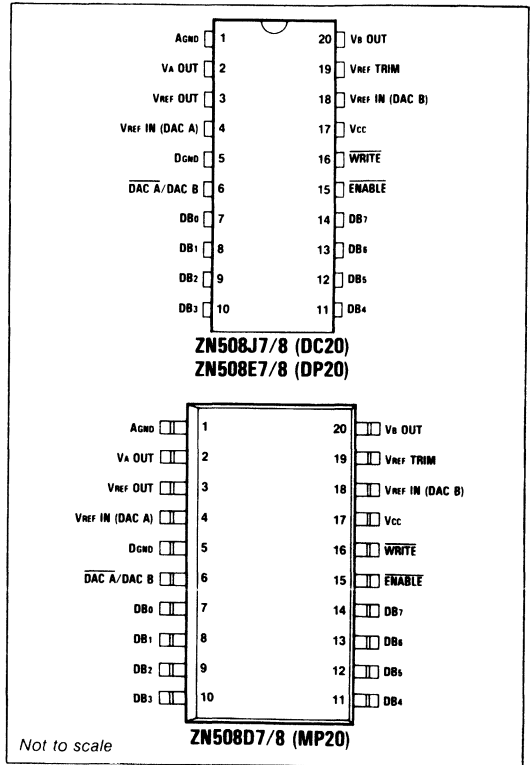 AGND 1 20 VB OUT
VA OUT 2 19 VREF TRIM
VREF OUT 3 18 VREF IN (DAC B)
VREF IN (DAC A) 4 17 VCC
DGND 5 16 WRITE
DAC A/DAC B 6 15 ENABLE
DB0 7 14 DB7
DB1 8 13 DB6
DB2 9 12 DB5
DB3 10 11 DB4
ZN508J7/8 (DC20)
ZN508E7/8 (DP20)
AGND 1 20 VB OUT
VA OUT 2 19 VREF TRIM
VREF OUT 3 18 VREF IN (DAC B)
VREF IN (DAC A) 4 17 VCC
DGND 5 16 WRITE
DAC A/DAC B 6 15 ENABLE
DB0 7 14 DB7
DB1 8 13 DB6
DB2 9 12 DB5
DB3 10 11 DB4
Not to scale
ZN508D7/8 (MP20)